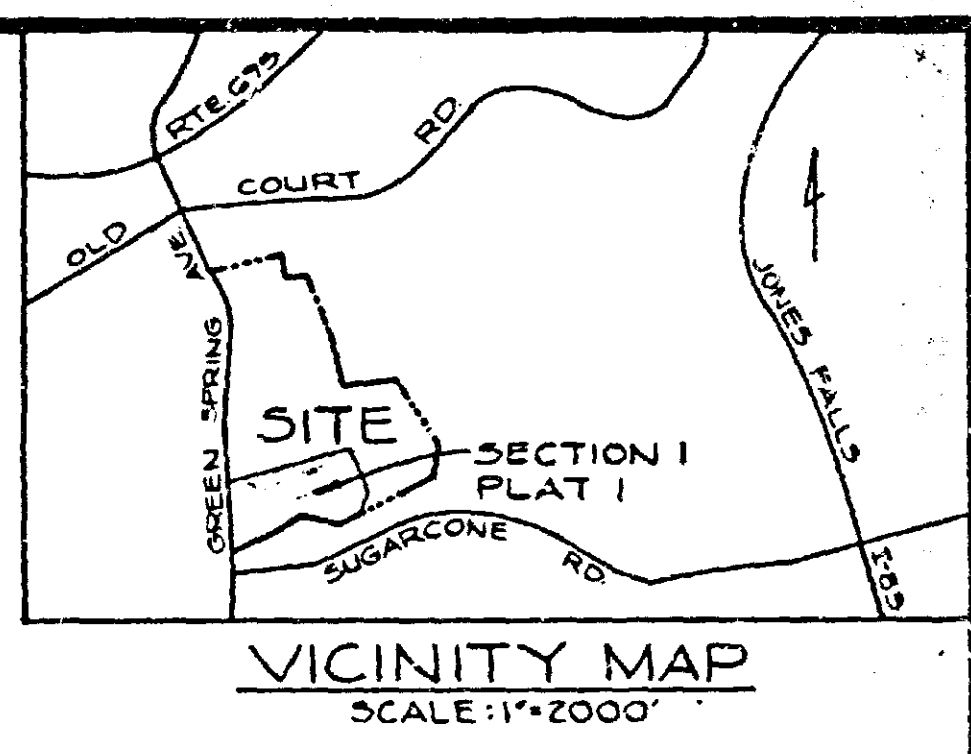 RTE. 695
OLD COURT RD.
GREEN SPRING AVE
JONES FALLS
I-83
SITE
SECTION 1
PLAT 1
SUGARCONE RD.
VICINITY MAP
SCALE: 1"=2000'